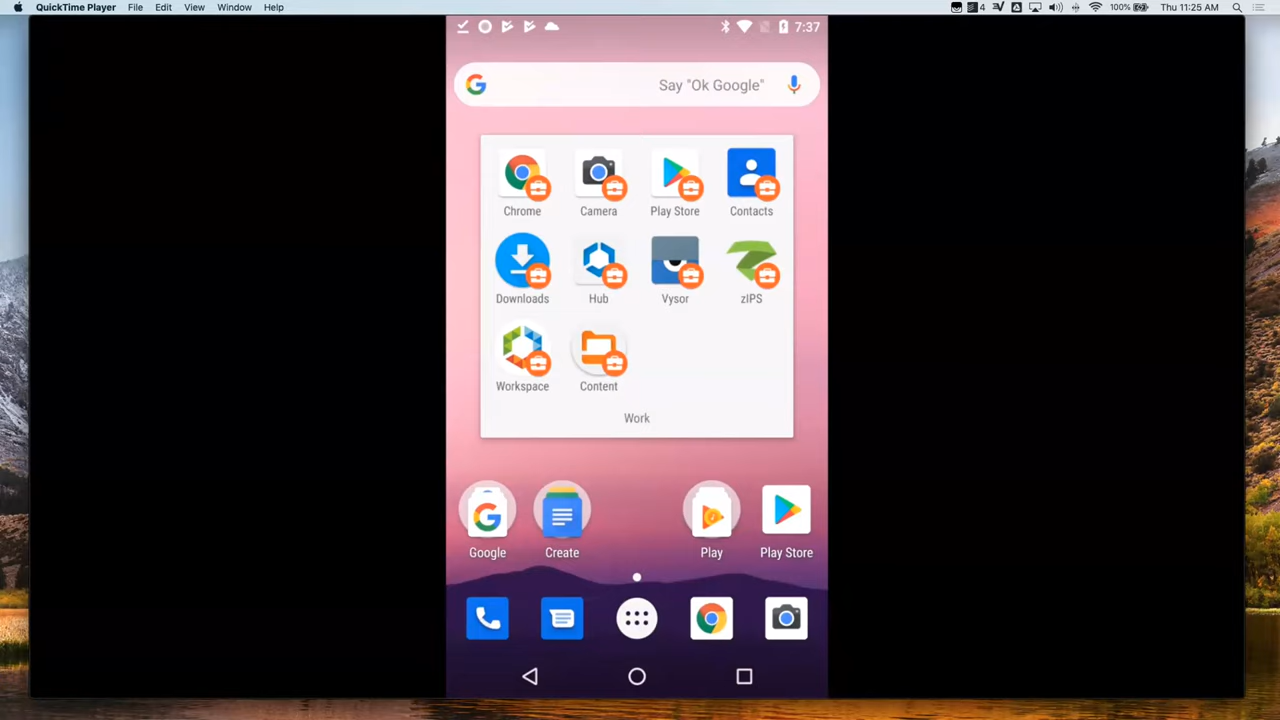 QuickTime Player File Edit View Window Help 4 100% Thu 11:25 AM
7:37
G Say "Ok Google"
Chrome Camera Play Store Contacts
Downloads Hub Vysor zIPS
Workspace Content
Work
Google Create Play Play Store